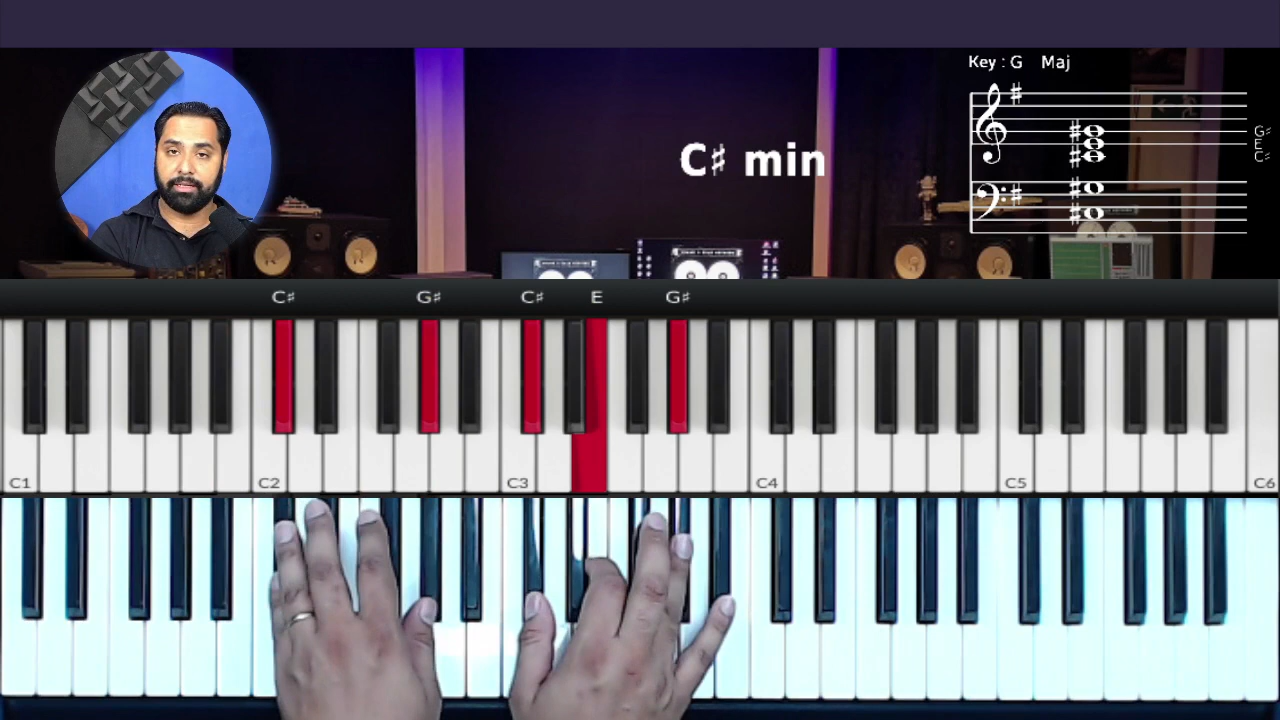 Key : G Maj
C♯ min
G♯
E
C♯
C♯ G♯ C♯ E G♯
C1 C2 C3 C4 C5 C6